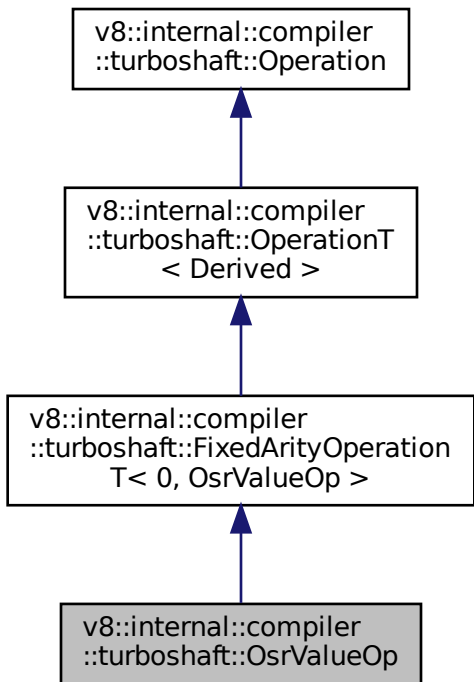 v8::internal::compiler
::turboshaft::Operation
v8::internal::compiler
::turboshaft::OperationT
< Derived >
v8::internal::compiler
::turboshaft::FixedArityOperation
T< 0, OsrValueOp >
v8::internal::compiler
::turboshaft::OsrValueOp